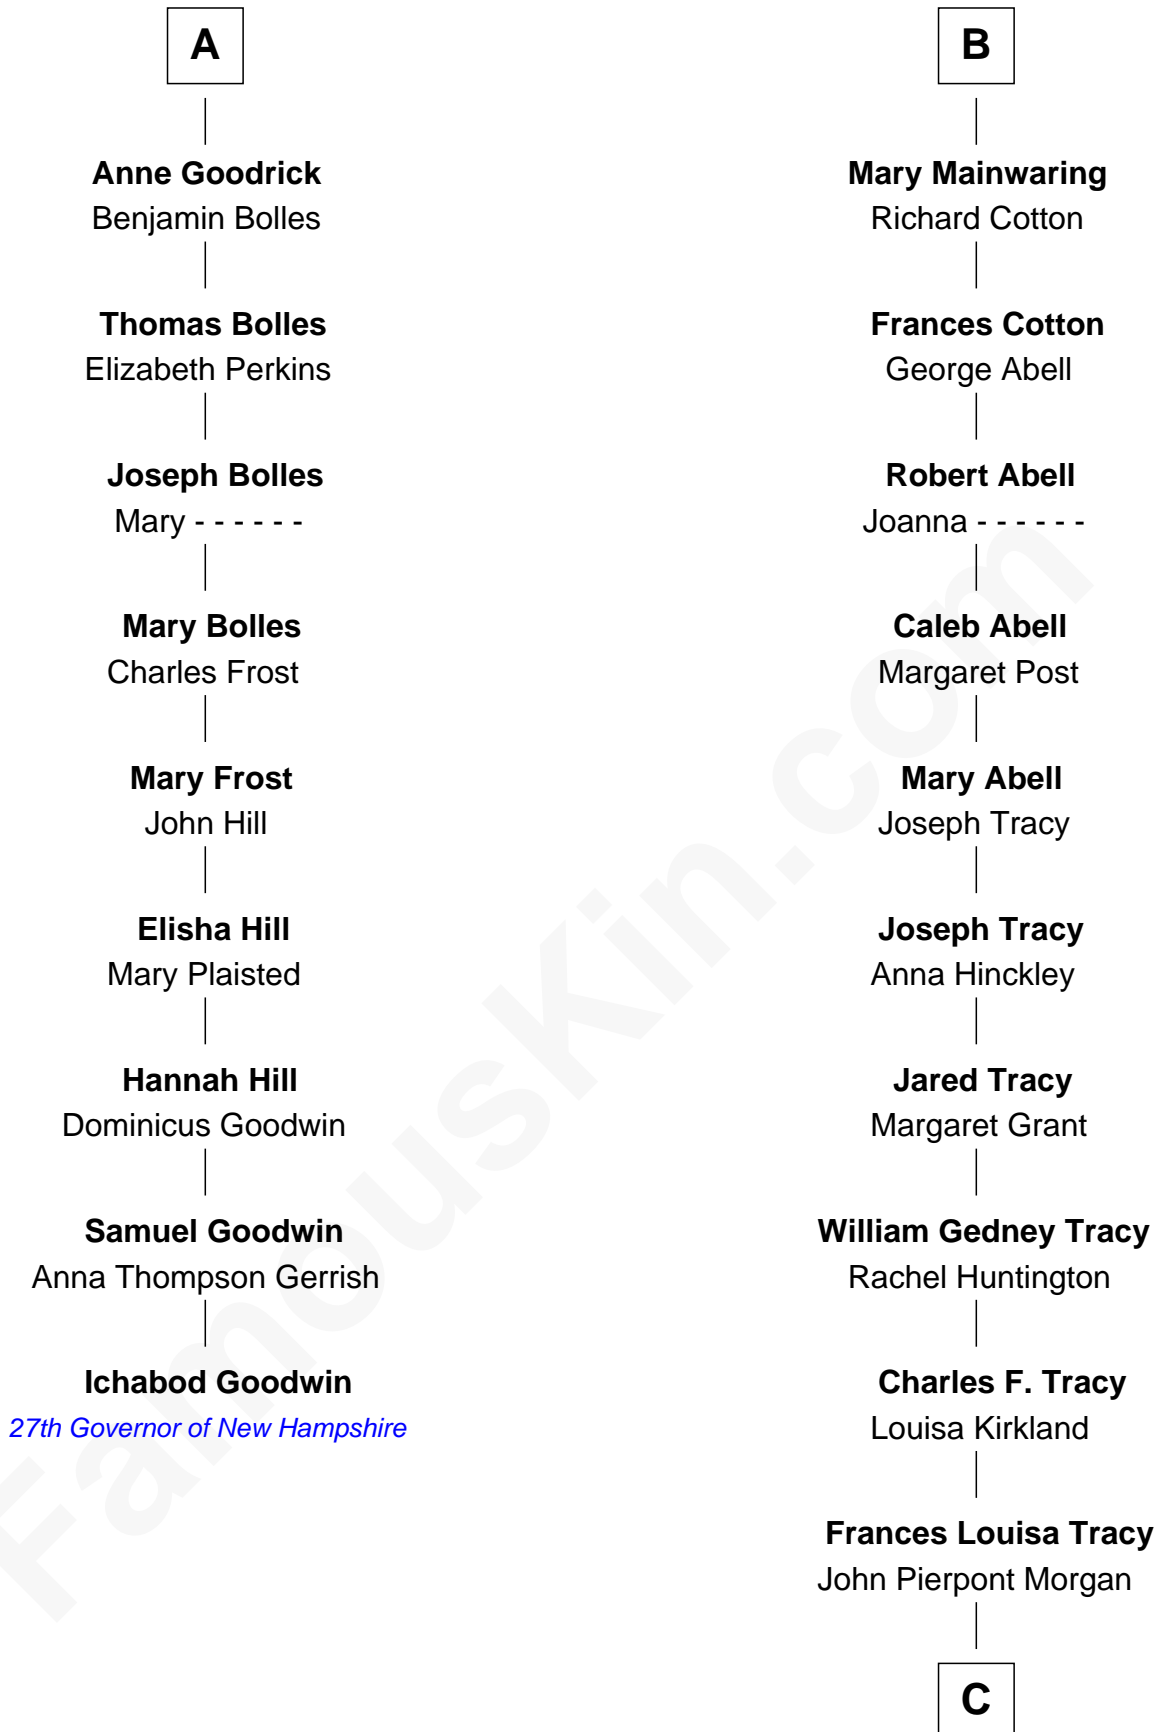 A
Anne Goodrick
Benjamin Bolles
Thomas Bolles
Elizabeth Perkins
Joseph Bolles
Mary - - - - - -
Mary Bolles
Charles Frost
Mary Frost
John Hill
Elisha Hill
Mary Plaisted
Hannah Hill
Dominicus Goodwin
Samuel Goodwin
Anna Thompson Gerrish
Ichabod Goodwin
27th Governor of New Hampshire
B
Mary Mainwaring
Richard Cotton
Frances Cotton
George Abell
Robert Abell
Joanna - - - - - -
Caleb Abell
Margaret Post
Mary Abell
Joseph Tracy
Joseph Tracy
Anna Hinckley
Jared Tracy
Margaret Grant
William Gedney Tracy
Rachel Huntington
Charles F. Tracy
Louisa Kirkland
Frances Louisa Tracy
John Pierpont Morgan
C
FamousKin.com